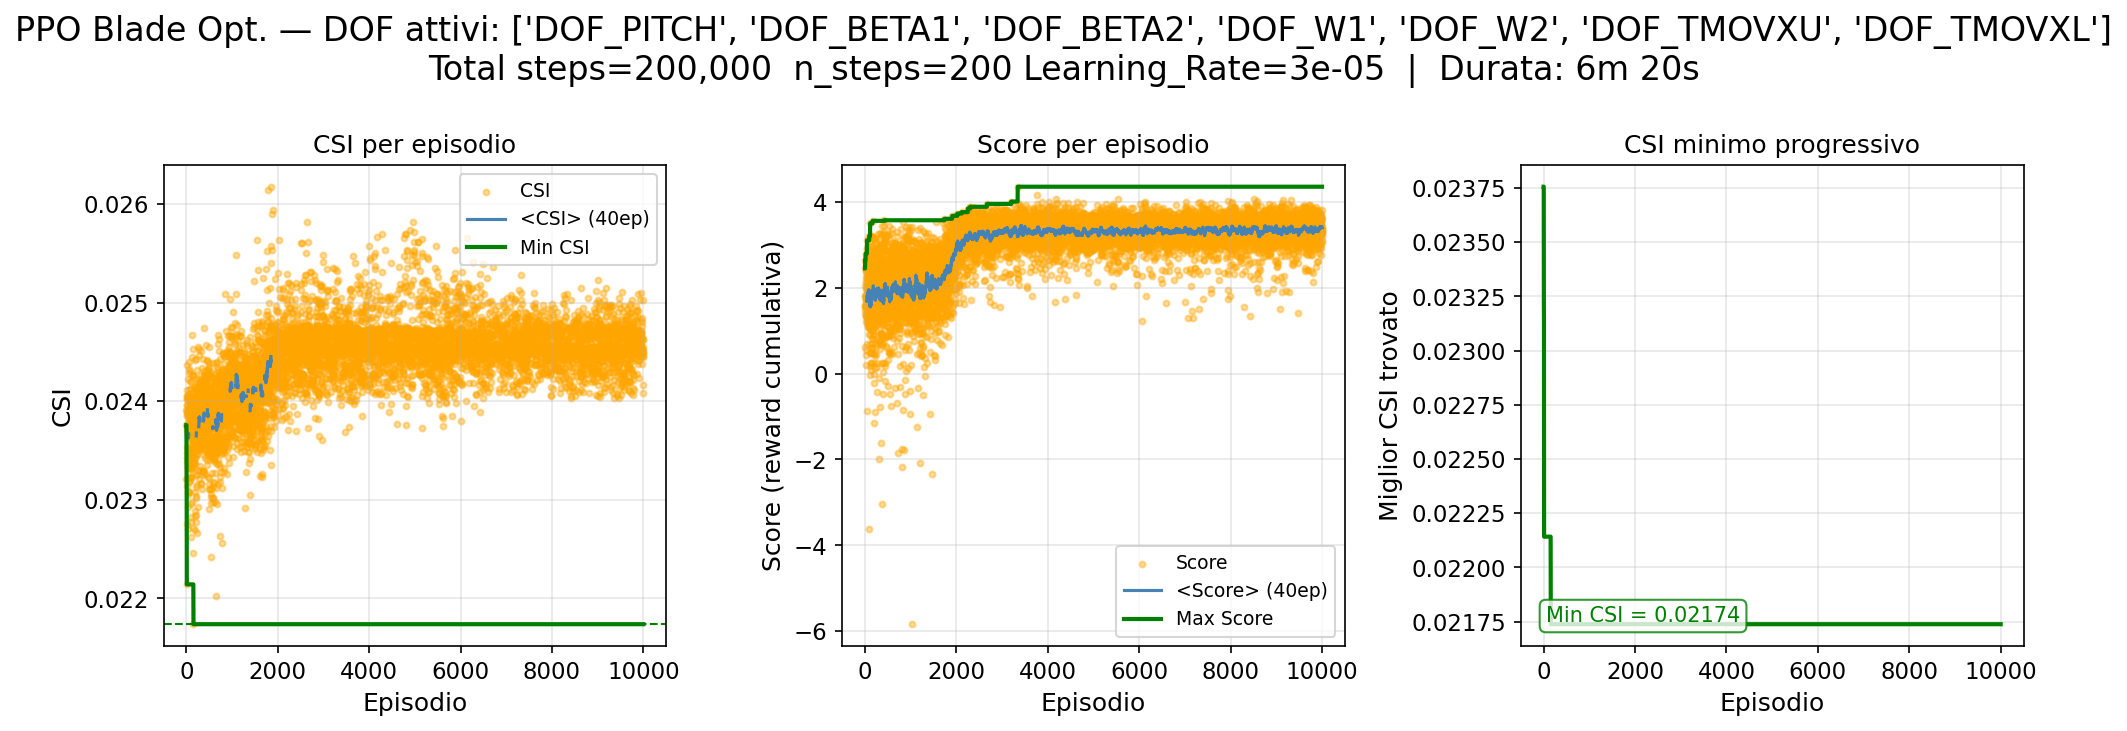 PPO Blade Opt. — DOF attivi: ['DOF_PITCH', 'DOF_BETA1', 'DOF_BETA2', 'DOF_W1', 'DOF_W2', 'DOF_TMOVXU', 'DOF_TMOVXL']
Total steps=200,000  n_steps=200 Learning_Rate=3e-05  |  Durata: 6m 20s
CSI per episodio
CSI
0.026
0.025
0.024
0.023
0.022
0
2000
4000
6000
8000
10000
Episodio
CSI
<CSI> (40ep)
Min CSI
Score per episodio
Score (reward cumulativa)
4
2
0
−2
−4
−6
0
2000
4000
6000
8000
10000
Episodio
Score
<Score> (40ep)
Max Score
CSI minimo progressivo
Miglior CSI trovato
0.02375
0.02350
0.02325
0.02300
0.02275
0.02250
0.02225
0.02200
0.02175
Min CSI = 0.02174
0
2000
4000
6000
8000
10000
Episodio